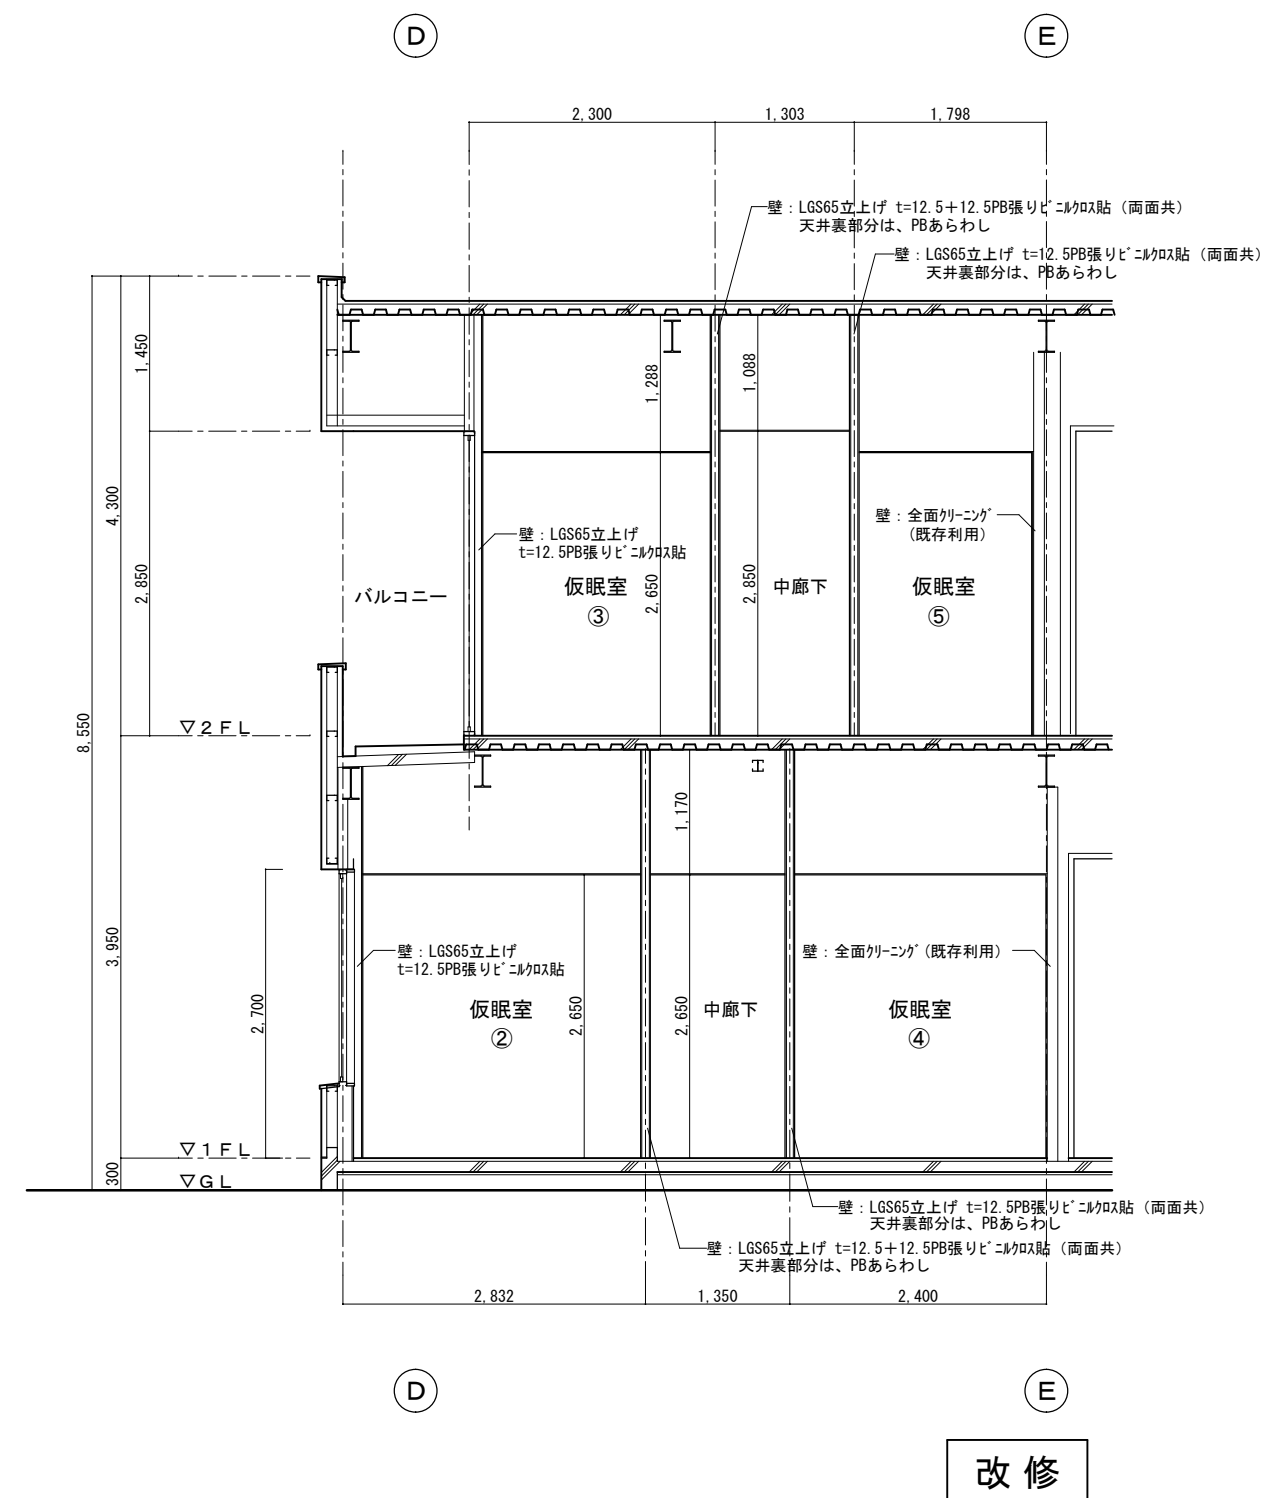 D
E
2,300
1,303
1,798
壁：LGS65立上げ t=12.5＋12.5PB張りﾋﾞﾆﾙｸﾛｽ貼（両面共）
天井裏部分は、PBあらわし
壁：LGS65立上げ t=12.5PB張りﾋﾞﾆﾙｸﾛｽ貼（両面共）
天井裏部分は、PBあらわし
1,450
1,288
1,088
4,300
2,850
壁：LGS65立上げ
t=12.5PB張りﾋﾞﾆﾙｸﾛｽ貼
壁：全面ｸﾘｰﾆﾝｸﾞ
(既存利用)
バルコニー
仮眠室
③
2,650
2,850
中廊下
仮眠室
⑤
8,550
▽2FL
1,170
3,950
2,700
壁：LGS65立上げ
t=12.5PB張りﾋﾞﾆﾙｸﾛｽ貼
壁：全面ｸﾘｰﾆﾝｸﾞ(既存利用)
仮眠室
②
2,650
2,650
中廊下
仮眠室
④
▽1FL
300
▽GL
壁：LGS65立上げ t=12.5PB張りﾋﾞﾆﾙｸﾛｽ貼（両面共）
天井裏部分は、PBあらわし
壁：LGS65立上げ t=12.5＋12.5PB張りﾋﾞﾆﾙｸﾛｽ貼（両面共）
天井裏部分は、PBあらわし
2,832
1,350
2,400
D
E
改修